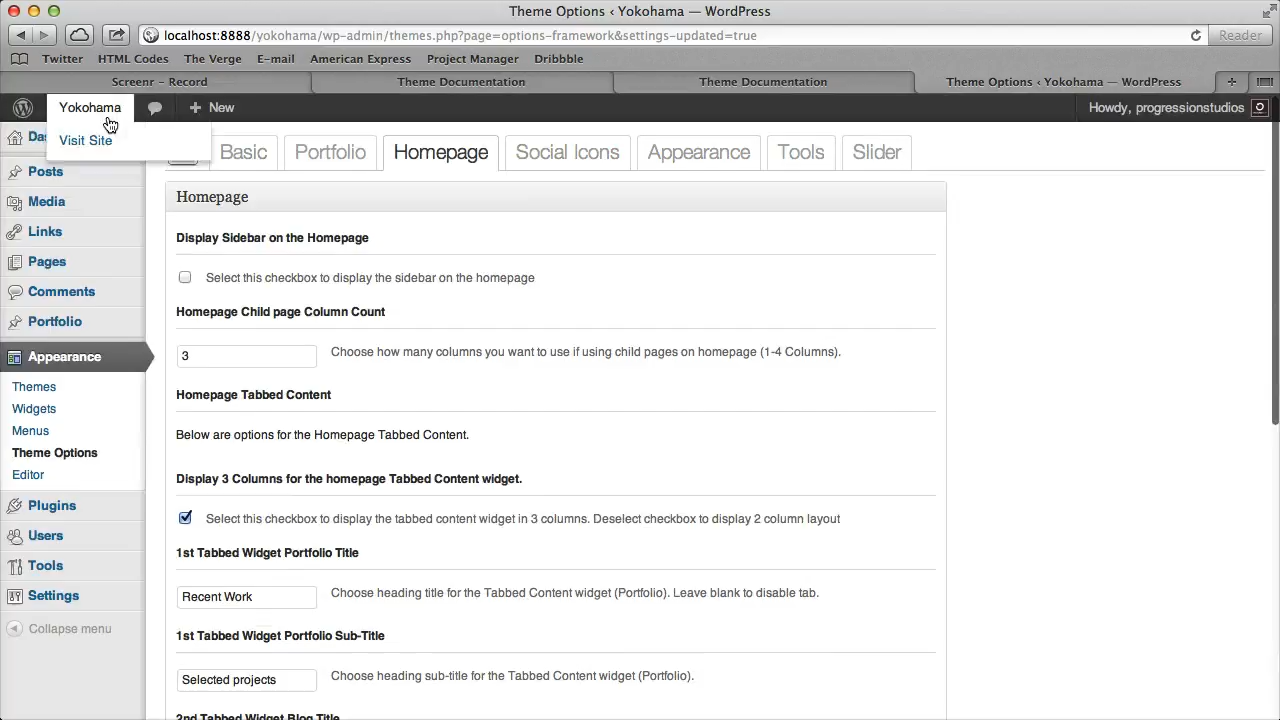 Theme Options ‹ Yokohama — WordPress
localhost:8888/yokohama/wp-admin/themes.php?page=options-framework&settings-updated=true
Reader
Twitter HTML Codes The Verge E-mail American Express Project Manager Dribbble
Screenr – Record Theme Documentation Theme Documentation Theme Options ‹ Yokohama — WordPress
Yokohama New Howdy, progressionstudios
Visit Site
Das
Posts
Media
Links
Pages
Comments
Portfolio
Appearance
Themes
Widgets
Menus
Theme Options
Editor
Plugins
Users
Tools
Settings
Collapse menu
Basic Portfolio Homepage Social Icons Appearance Tools Slider
Homepage
Display Sidebar on the Homepage
Select this checkbox to display the sidebar on the homepage
Homepage Child page Column Count
3 Choose how many columns you want to use if using child pages on homepage (1-4 Columns).
Homepage Tabbed Content
Below are options for the Homepage Tabbed Content.
Display 3 Columns for the homepage Tabbed Content widget.
Select this checkbox to display the tabbed content widget in 3 columns. Deselect checkbox to display 2 column layout
1st Tabbed Widget Portfolio Title
Recent Work Choose heading title for the Tabbed Content widget (Portfolio). Leave blank to disable tab.
1st Tabbed Widget Portfolio Sub-Title
Selected projects Choose heading sub-title for the Tabbed Content widget (Portfolio).
2nd Tabbed Widget Blog Title